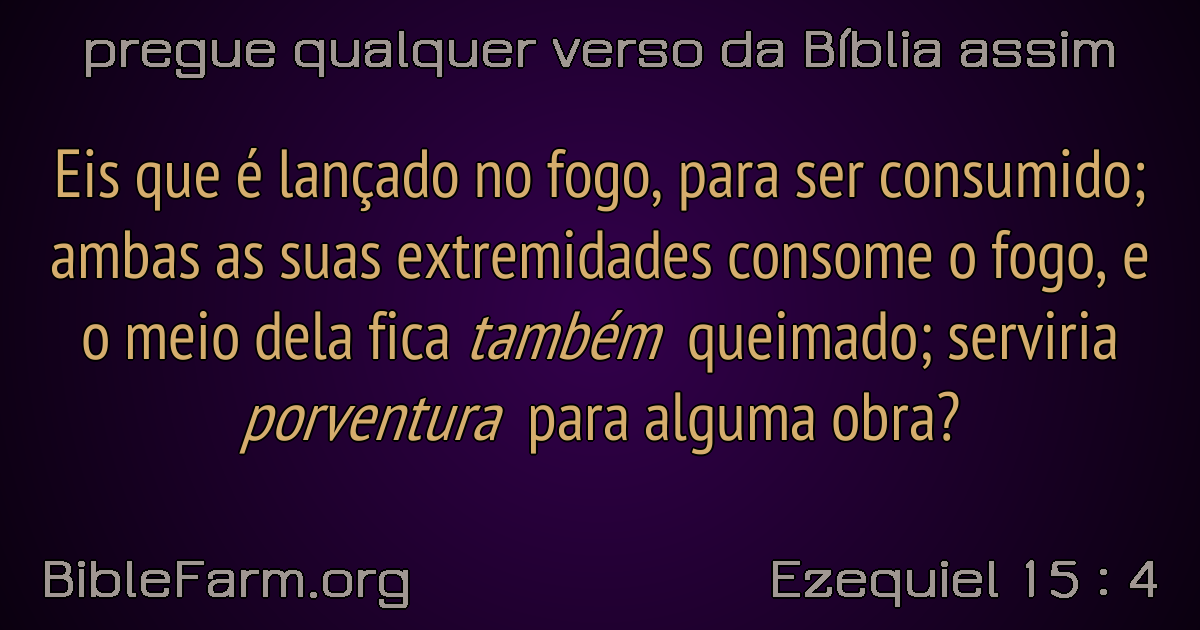 pregue qualquer verso da Bíblia assim
Eis que é lançado no fogo, para ser consumido;
ambas as suas extremidades consome o fogo, e
o meio dela fica também queimado; serviria
porventura para alguma obra?
BibleFarm.org
Ezequiel 15 : 4